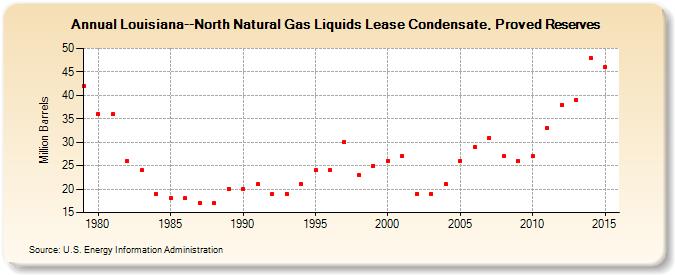 Annual Louisiana--North Natural Gas Liquids Lease Condensate, Proved Reserves
Million Barrels
50
45
40
35
30
25
20
15
1980 1985 1990 1995 2000 2005 2010 2015
Source: U.S. Energy Information Administration